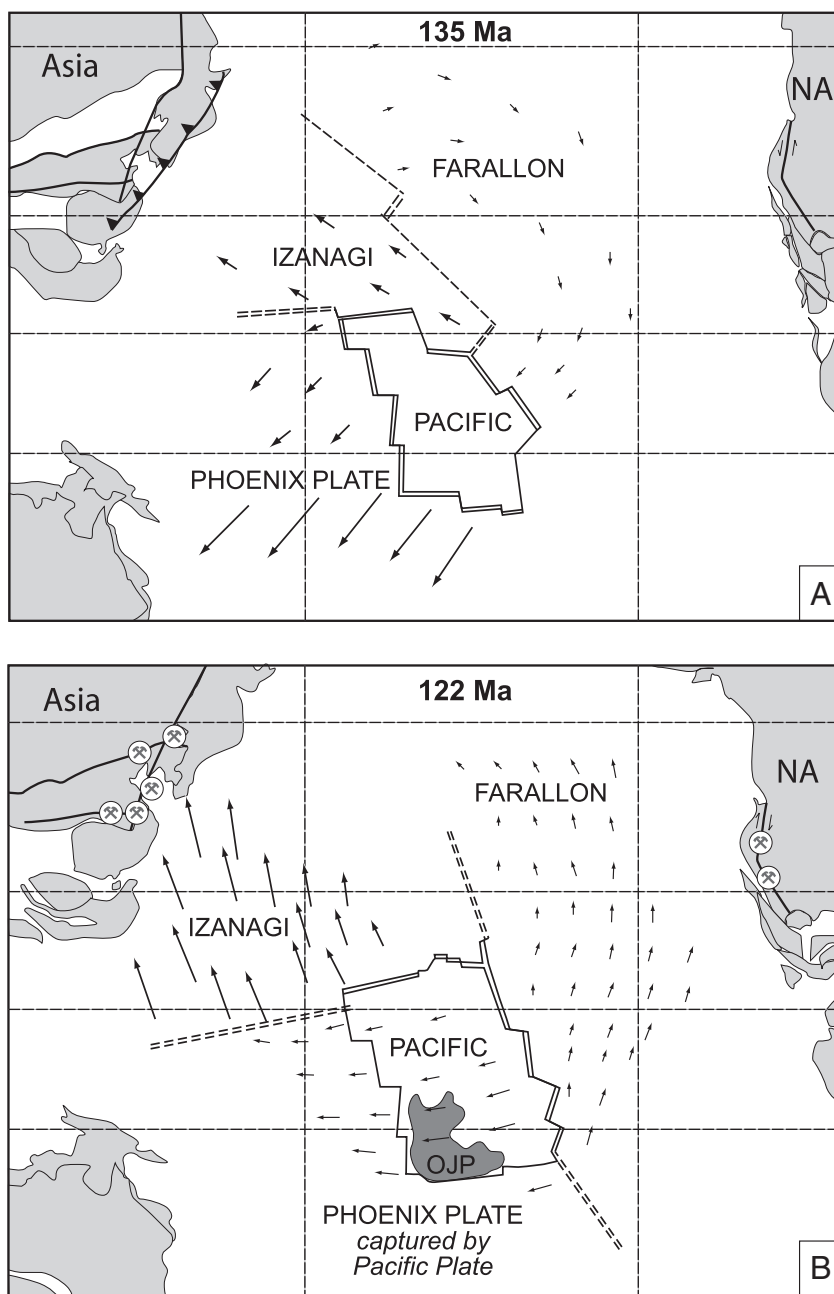 135 Ma
Asia
NA
FARALLON
IZANAGI
PACIFIC
PHOENIX PLATE
A
122 Ma
Asia
NA
FARALLON
IZANAGI
PACIFIC
OJP
PHOENIX PLATE
captured by
Pacific Plate
B